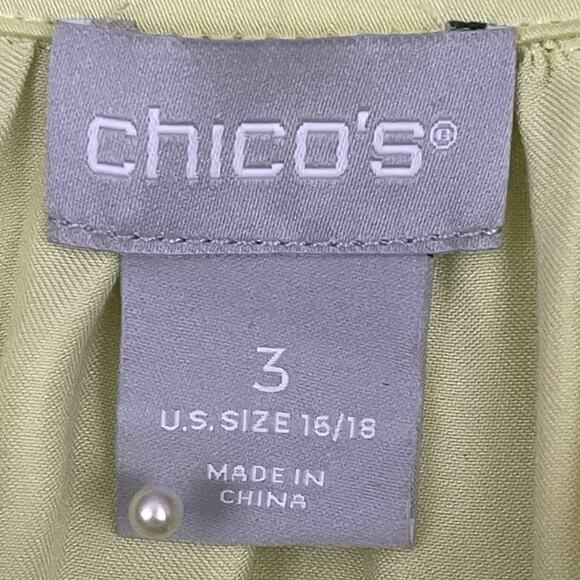 chico's®
3
U.S. SIZE 16/18
MADE IN
CHINA